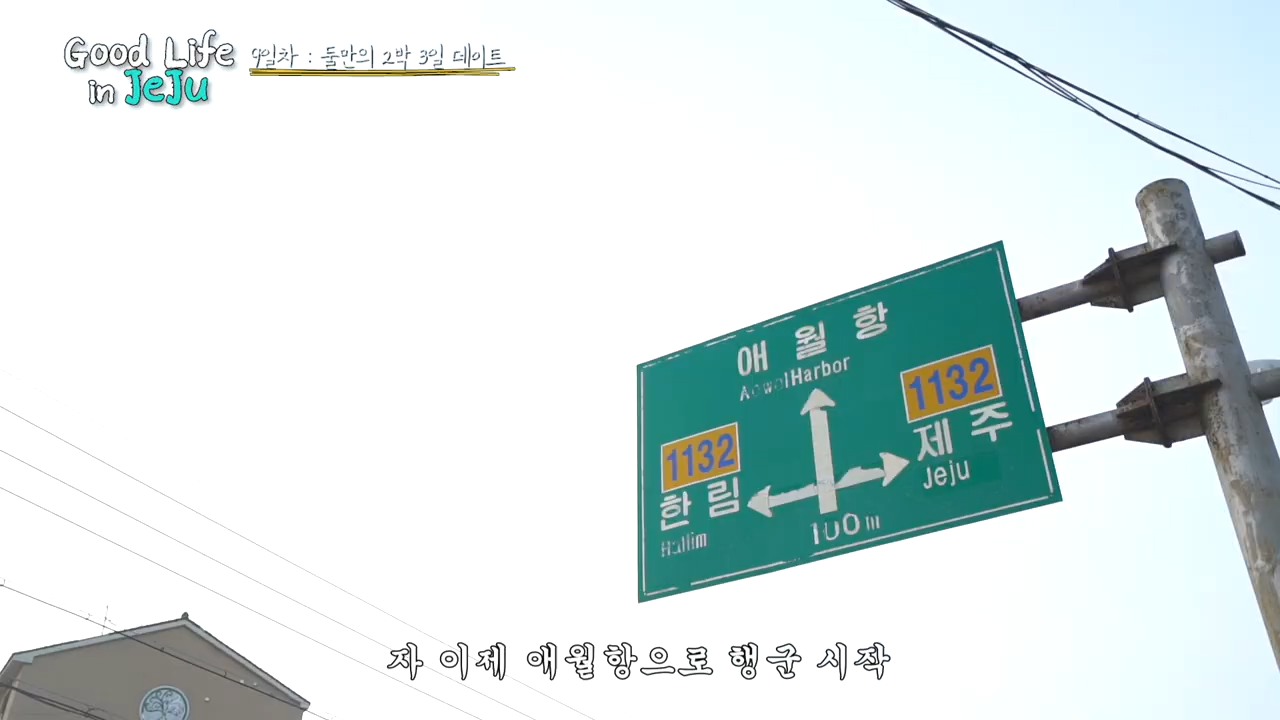 Good Life
in JeJu
9일차 : 둘만의 2박 3일 데이트
애월항
Aewol Harbor
1132
제주
Jeju
1132
한림
Hallim
100m
자 이제 애월항으로 행군 시작